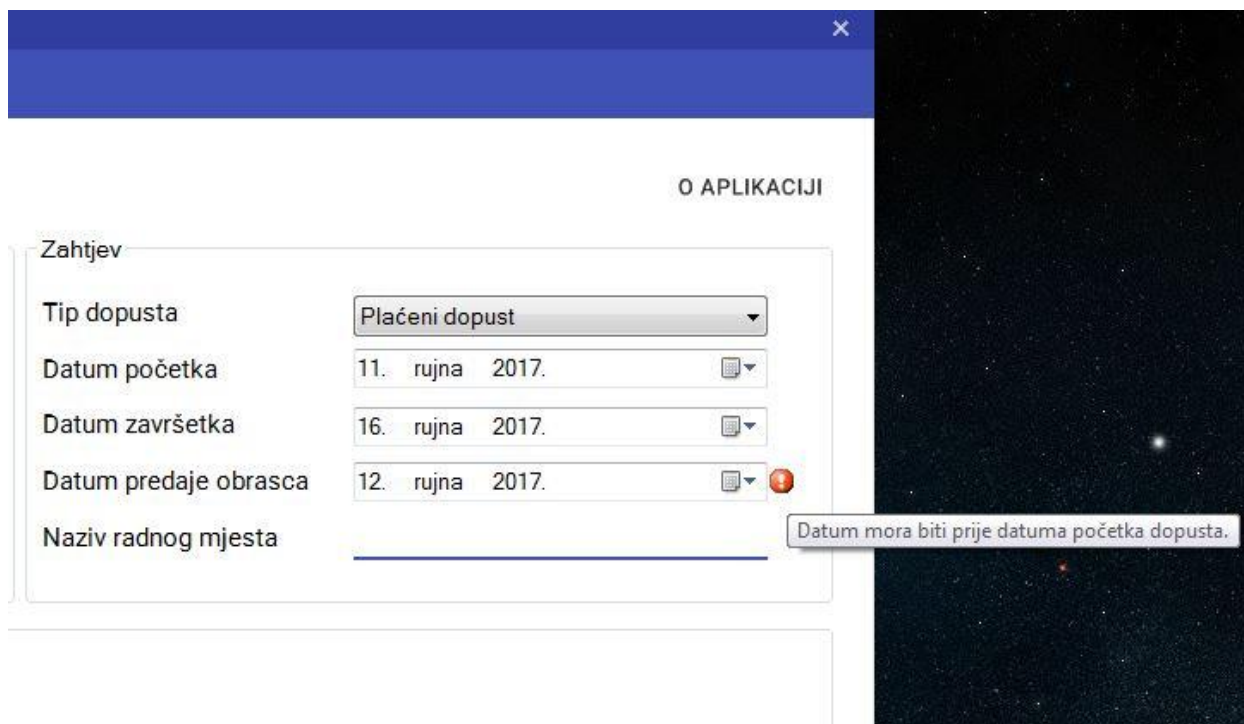 O APLIKACIJI
Zahtjev
Tip dopusta Plaćeni dopust
Datum početka 11. rujna 2017.
Datum završetka 16. rujna 2017.
Datum predaje obrasca 12. rujna 2017.
Naziv radnog mjesta
Datum mora biti prije datuma početka dopusta.